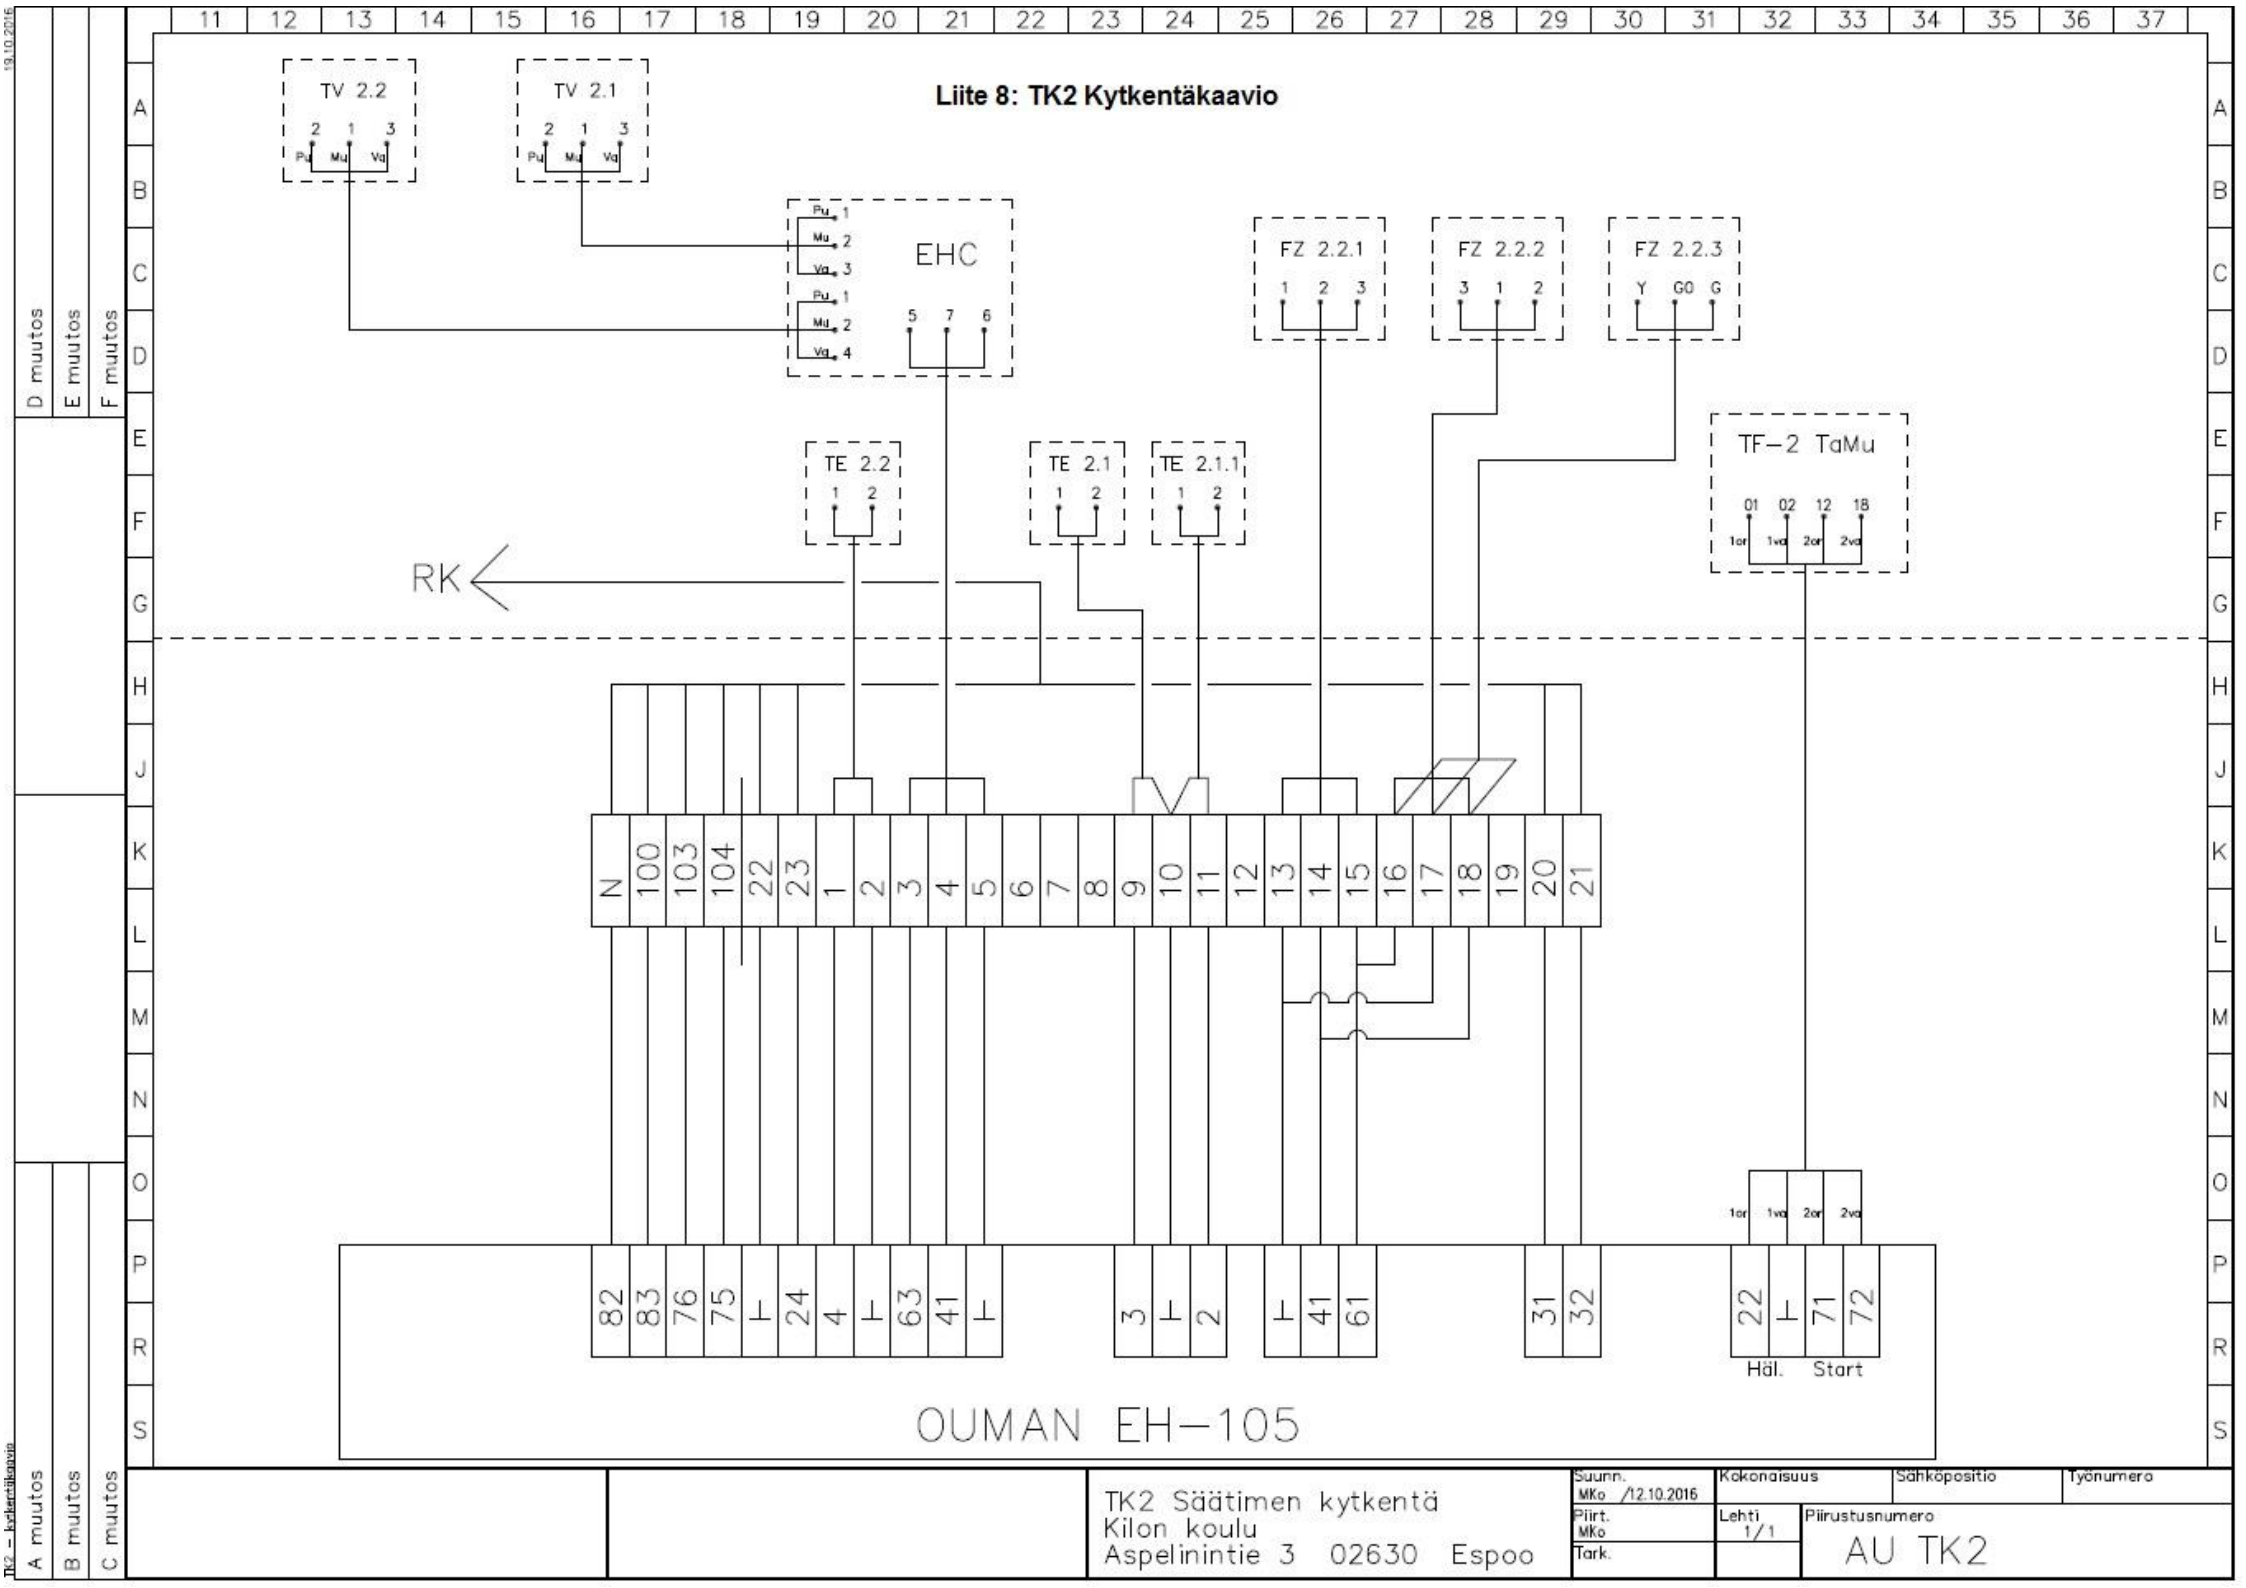 19.10.2016
11 12 13 14 15 16 17 18 19 20 21 22 23 24 25 26 27 28 29 30 31 32 33 34 35 36 37
Liite 8: TK2 Kytkentäkaavio
TV 2.2
2 1 3
Pu Mu Va
TV 2.1
2 1 3
Pu Mu Va
EHC
Pu 1
Mu 2
Va 3
Pu 1
Mu 2
Va 4
5 7 6
FZ 2.2.1
1 2 3
FZ 2.2.2
3 1 2
FZ 2.2.3
Y G0 G
TE 2.2
1 2
TE 2.1
1 2
TE 2.1.1
1 2
TF-2 TaMu
01 02 12 18
1or 1va 2or 2va
RK
A A
B B
C C
D D
E E
F F
G G
H H
J J
K K
L L
M M
N N
O O
P P
R R
S S
N 100 103 104 22 23 1 2 3 4 5 6 7 8 9 10 11 12 13 14 15 16 17 18 19 20 21
1or 1va 2or 2va
82 83 76 75 ⊥ 24 4 ⊥ 63 41 ⊥ 3 ⊥ 2 ⊥ 41 61 31 32 22 ⊥ 71 72
Häl. Start
OUMAN EH-105
D muutos
E muutos
F muutos
A muutos
B muutos
C muutos
TK2 - kytkentäkaavio
TK2 Säätimen kytkentä
Kilon koulu
Aspelinintie 3 02630 Espoo
Suunn.
MKo /12.10.2016
Piirt.
MKo
Tark.
Kokonaisuus
Sähköpositio
Työnumero
Lehti
1/1
Piirustusnumero
AU TK2